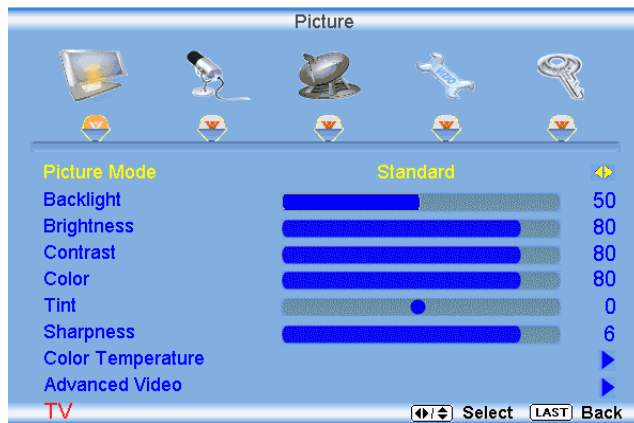 Picture
VIZIO
Picture Mode Standard
Backlight 50
Brightness 80
Contrast 80
Color 80
Tint 0
Sharpness 6
Color Temperature
Advanced Video
TV Select LAST Back